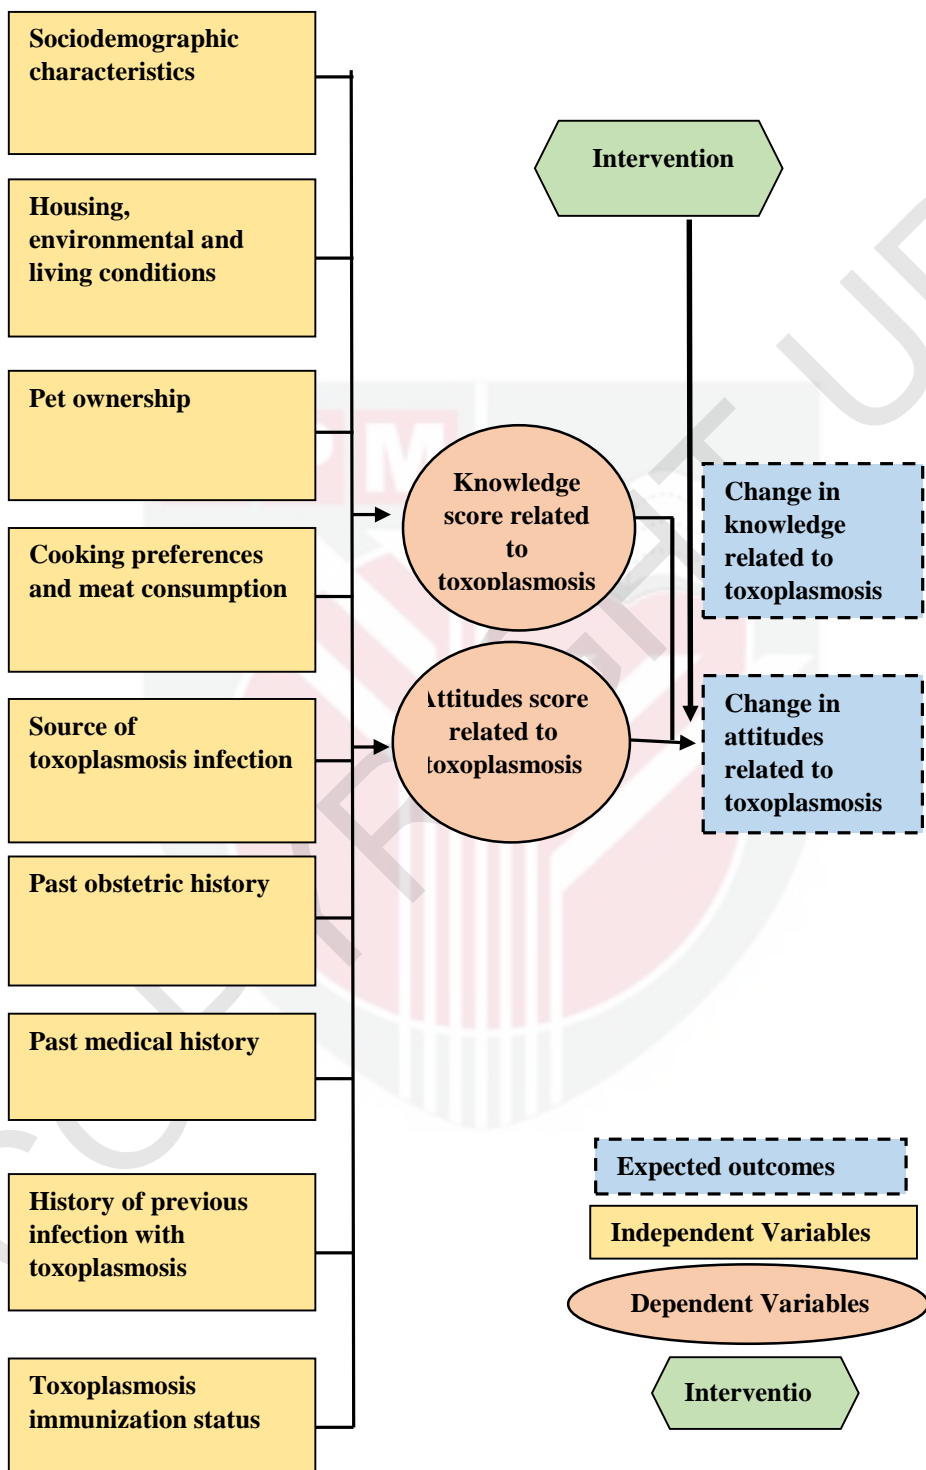 Sociodemographic
characteristics
Housing,
environmental and
living conditions
Pet ownership
Cooking preferences
and meat consumption
Source of
toxoplasmosis infection
Past obstetric history
Past medical history
History of previous
infection with
toxoplasmosis
Toxoplasmosis
immunization status
Knowledge
score related
to
toxoplasmosis
Attitudes score
related to
toxoplasmosis
Intervention
Change in
knowledge
related to
toxoplasmosis
Change in
attitudes
related to
toxoplasmosis
Expected outcomes
Independent Variables
Dependent Variables
Interventio
PM